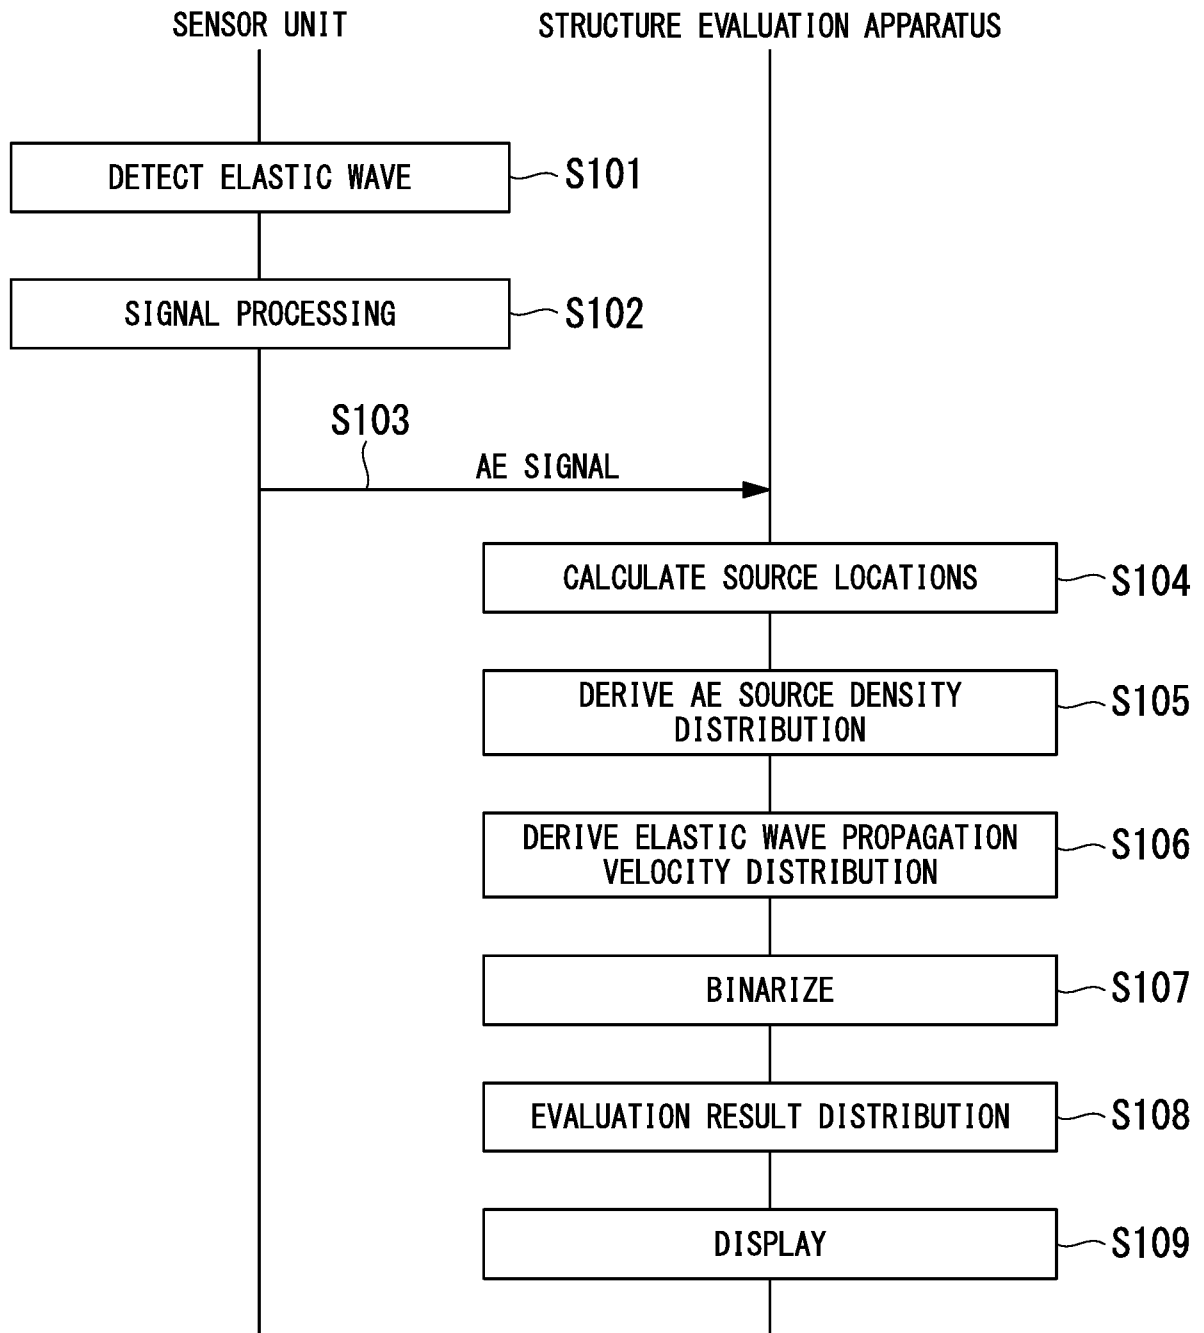 SENSOR UNIT
STRUCTURE EVALUATION APPARATUS
DETECT ELASTIC WAVE
S101
SIGNAL PROCESSING
S102
S103
AE SIGNAL
CALCULATE SOURCE LOCATIONS
S104
DERIVE AE SOURCE DENSITY
DISTRIBUTION
S105
DERIVE ELASTIC WAVE PROPAGATION
VELOCITY DISTRIBUTION
S106
BINARIZE
S107
EVALUATION RESULT DISTRIBUTION
S108
DISPLAY
S109